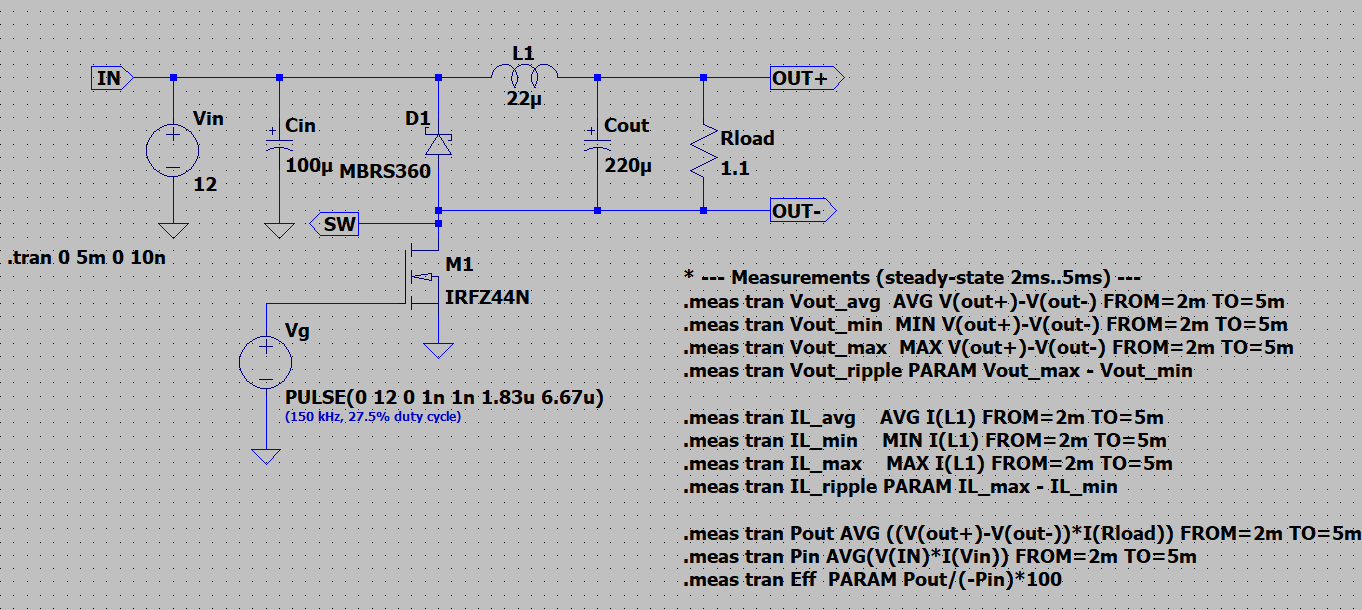 L1
IN
OUT+
22µ
Vin
Cin
D1
Cout
Rload
+
+
+
100µ
MBRS360
220µ
1.1
12
SW
OUT-
.tran 0 5m 0 10n
M1
IRFZ44N
Vg
+
PULSE(0 12 0 1n 1n 1.83u 6.67u)
(150 kHz, 27.5% duty cycle)
* --- Measurements (steady-state 2ms..5ms) ---
.meas tran Vout_avg AVG V(out+)-V(out-) FROM=2m TO=5m
.meas tran Vout_min MIN V(out+)-V(out-) FROM=2m TO=5m
.meas tran Vout_max MAX V(out+)-V(out-) FROM=2m TO=5m
.meas tran Vout_ripple PARAM Vout_max - Vout_min
.meas tran IL_avg AVG I(L1) FROM=2m TO=5m
.meas tran IL_min MIN I(L1) FROM=2m TO=5m
.meas tran IL_max MAX I(L1) FROM=2m TO=5m
.meas tran IL_ripple PARAM IL_max - IL_min
.meas tran Pout AVG ((V(out+)-V(out-))*I(Rload)) FROM=2m TO=5m
.meas tran Pin AVG(V(IN)*I(Vin)) FROM=2m TO=5m
.meas tran Eff PARAM Pout/(-Pin)*100